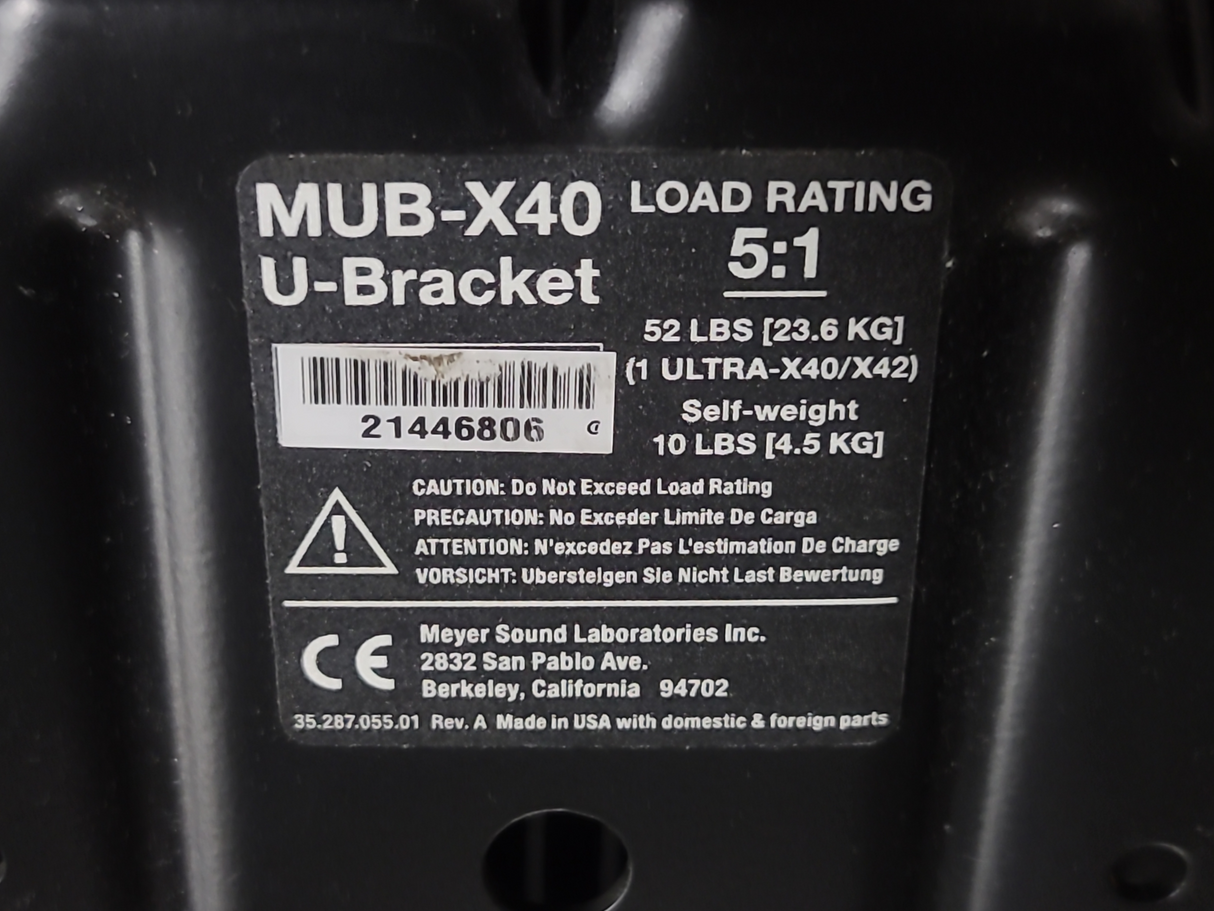 MUB-X40
U-Bracket
21446806
LOAD RATING
5:1
52 LBS [23.6 KG]
(1 ULTRA-X40/X42)
Self-weight
10 LBS [4.5 KG]
!
CAUTION: Do Not Exceed Load Rating
PRECAUTION: No Exceder Limite De Carga
ATTENTION: N'excedez Pas L'estimation De Charge
VORSICHT: Ubersteigen Sie Nicht Last Bewertung
CE
Meyer Sound Laboratories Inc.
2832 San Pablo Ave.
Berkeley, California 94702
35.287.055.01 Rev. A Made in USA with domestic & foreign parts